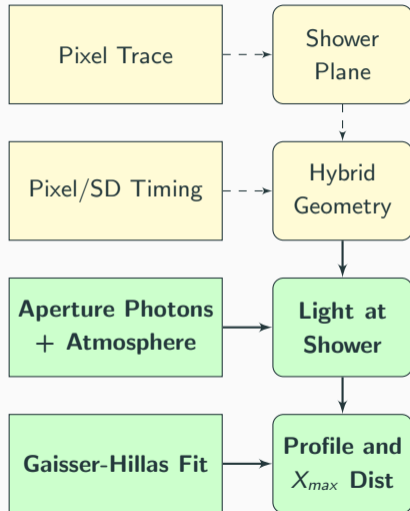 Pixel Trace
Shower
Plane
Pixel/SD Timing
Hybrid
Geometry
Aperture Photons
+ Atmosphere
Light at
Shower
Gaisser-Hillas Fit
Profile and
Xmax Dist